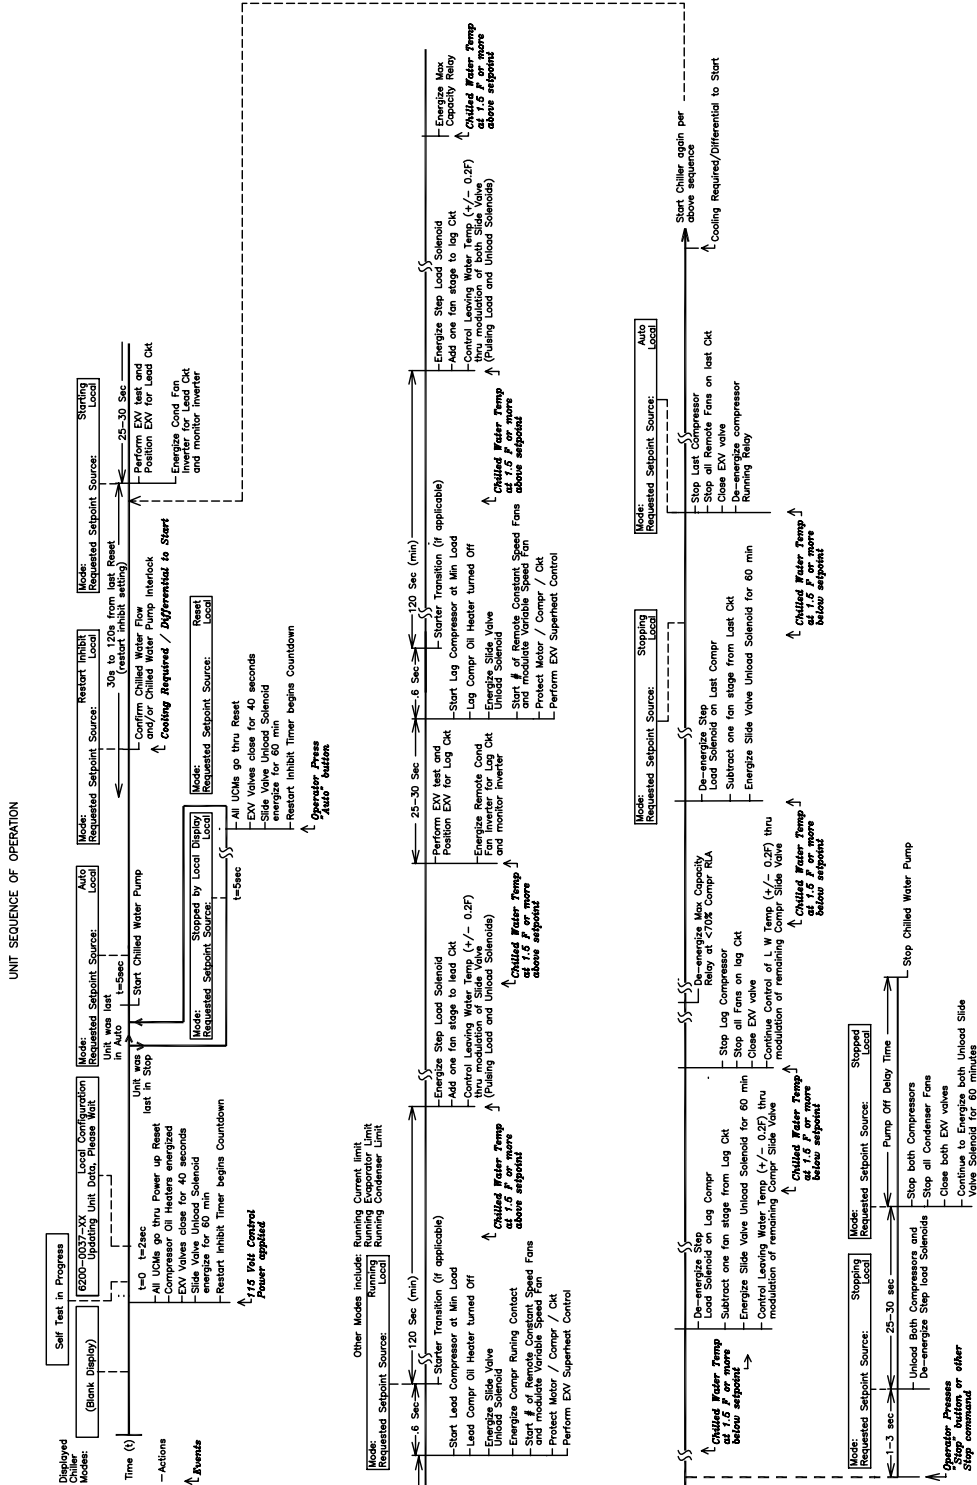 UNIT SEQUENCE OF OPERATION
Displayed
Chiller
Modes:
(Blank Display)
Self Test in Progress
6200-0037-XX Local Configuration
Updating Unit Data, Please Wait
Mode: Auto
Requested Setpoint Source: Local
Mode: Restart Inhibit
Requested Setpoint Source: Local
Mode: Starting
Requested Setpoint Source: Local
Time (t)
—Actions
Events
t=0
t=2sec
All UCMs go thru Power up Reset
Compressor Oil Heaters energized
EXV Valves close for 40 seconds
Slide Valve Unload Solenoid
energize for 60 min
Restart Inhibit Timer begins Countdown
115 Volt Control
Power applied
Unit was
last in Stop
Unit was last
in Auto
t=5sec
Start Chilled Water Pump
Mode: Stopped by Local Display
Requested Setpoint Source: Local
t=5sec
Mode: Reset
Requested Setpoint Source: Local
All UCMs go thru Reset
EXV Valves close for 40 seconds
Slide Valve Unload Solenoid
energize for 60 min
Restart Inhibit Timer begins Countdown
Operator Press
"Auto" button
30s to 120s from last Reset
(restart inhibit setting)
Confirm Chilled Water Flow
and/or Chilled Water Pump Interlock
Cooling Required / Differential to Start
25-30 Sec
Perform EXV test and
Position EXV for Lead Ckt
Energize Cond Fan
Inverter for Lead Ckt
and monitor inverter
Other Modes include: Running Current limit
Running Evaporator Limit
Running Condenser Limit
Mode: Running
Requested Setpoint Source: Local
.6 Sec
120 Sec (min)
Starter Transition (if applicable)
Start Lead Compressor at Min Load
Lead Compr Oil Heater turned Off
Energize Slide Valve
Unload Solenoid
Energize Compr Runing Contact
Start # of Remote Constant Speed Fans
and modulate Variable Speed Fan
Protect Motor / Compr / Ckt
Perform EXV Superheat Control
Chilled Water Temp
at 1.5 F or more
above setpoint
Energize Step Load Solenoid
Add one fan stage to lead Ckt
Control Leaving Water Temp (+/- 0.2F)
thru modulation of Slide Valve
(Pulsing Load and Unload Solenoids)
Chilled Water Temp
at 1.5 F or more
above setpoint
25-30 Sec
Perform EXV test and
Position EXV for Lag Ckt
Energize Remote Cond
Fan Inverter for Lag Ckt
and monitor inverter
.6 Sec
120 Sec (min)
Starter Transition (if applicable)
Start Lag Compressor at Min Load
Lag Compr Oil Heater turned Off
Energize Slide Valve
Unload Solenoid
Start # of Remote Constant Speed Fans
and modulate Variable Speed Fan
Protect Motor / Compr / Ckt
Perform EXV Superheat Control
Chilled Water Temp
at 1.5 F or more
above setpoint
Energize Step Load Solenoid
Add one fan stage to lag Ckt
Control Leaving Water Temp (+/- 0.2F)
thru modulation of both Slide Valve
(Pulsing Load and Unload Solenoids)
Energize Max
Capacity Relay
Chilled Water Temp
at 1.5 F or more
above setpoint
Chilled Water Temp
at 1.5 F or more
below setpoint
De-energize Step
Load Solenoid on Lag Compr
Subtract one fan stage from Lag Ckt
Energize Slide Valve Unload Solenoid for 60 min
Control Leaving Water Temp (+/- 0.2F) thru
modulation of remaining Compr Slide Valve
Chilled Water Temp
at 1.5 F or more
below setpoint
De-energize Max Capacity
Relay at <70% Compr RLA
Stop Lag Compressor
Stop all Fans on lag Ckt
Close EXV valve
Continue Control of L W Temp (+/- 0.2F) thru
modulation of remaining Compr Slide Valve
Chilled Water Temp
at 1.5 F or more
below setpoint
Mode: Stopping
Requested Setpoint Source: Local
De-energize Step
Load Solenoid on Last Compr
Subtract one fan stage from Last Ckt
Energize Slide Valve Unload Solenoid for 60 min
Chilled Water Temp
at 1.5 F or more
below setpoint
Mode: Auto
Requested Setpoint Source: Local
Stop Last Compressor
Stop all Remote Fans on last Ckt
Close EXV valve
De-energize compressor
Running Relay
Start Chiller again per
above sequence
Cooling Required/Differential to Start
Mode: Stopping
Requested Setpoint Source: Local
Mode: Stopped
Requested Setpoint Source: Local
1-3 sec
25-30 sec
Pump Off Delay Time
Operator Presses
"Stop" button or other
Stop command
Unload Both Compressors and
De-energize Step load Solenoids
Stop both Compressors
Stop all Condenser Fans
Close both EXV valves
Continue to Energize both Unload Slide
Valve Solenoid for 60 minutes
Stop Chilled Water Pump